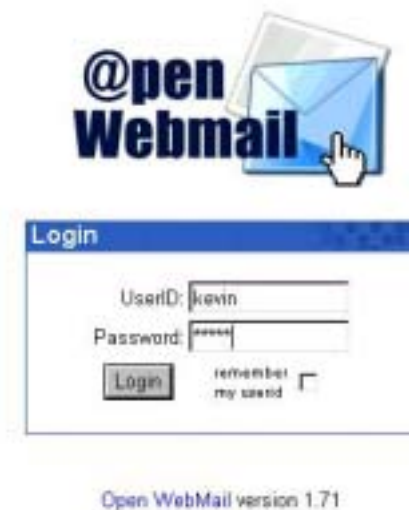 @pen
Webmail
Login
UserID: kevin
Password: *****
Login
remember
my userid
Open WebMail version 1.71